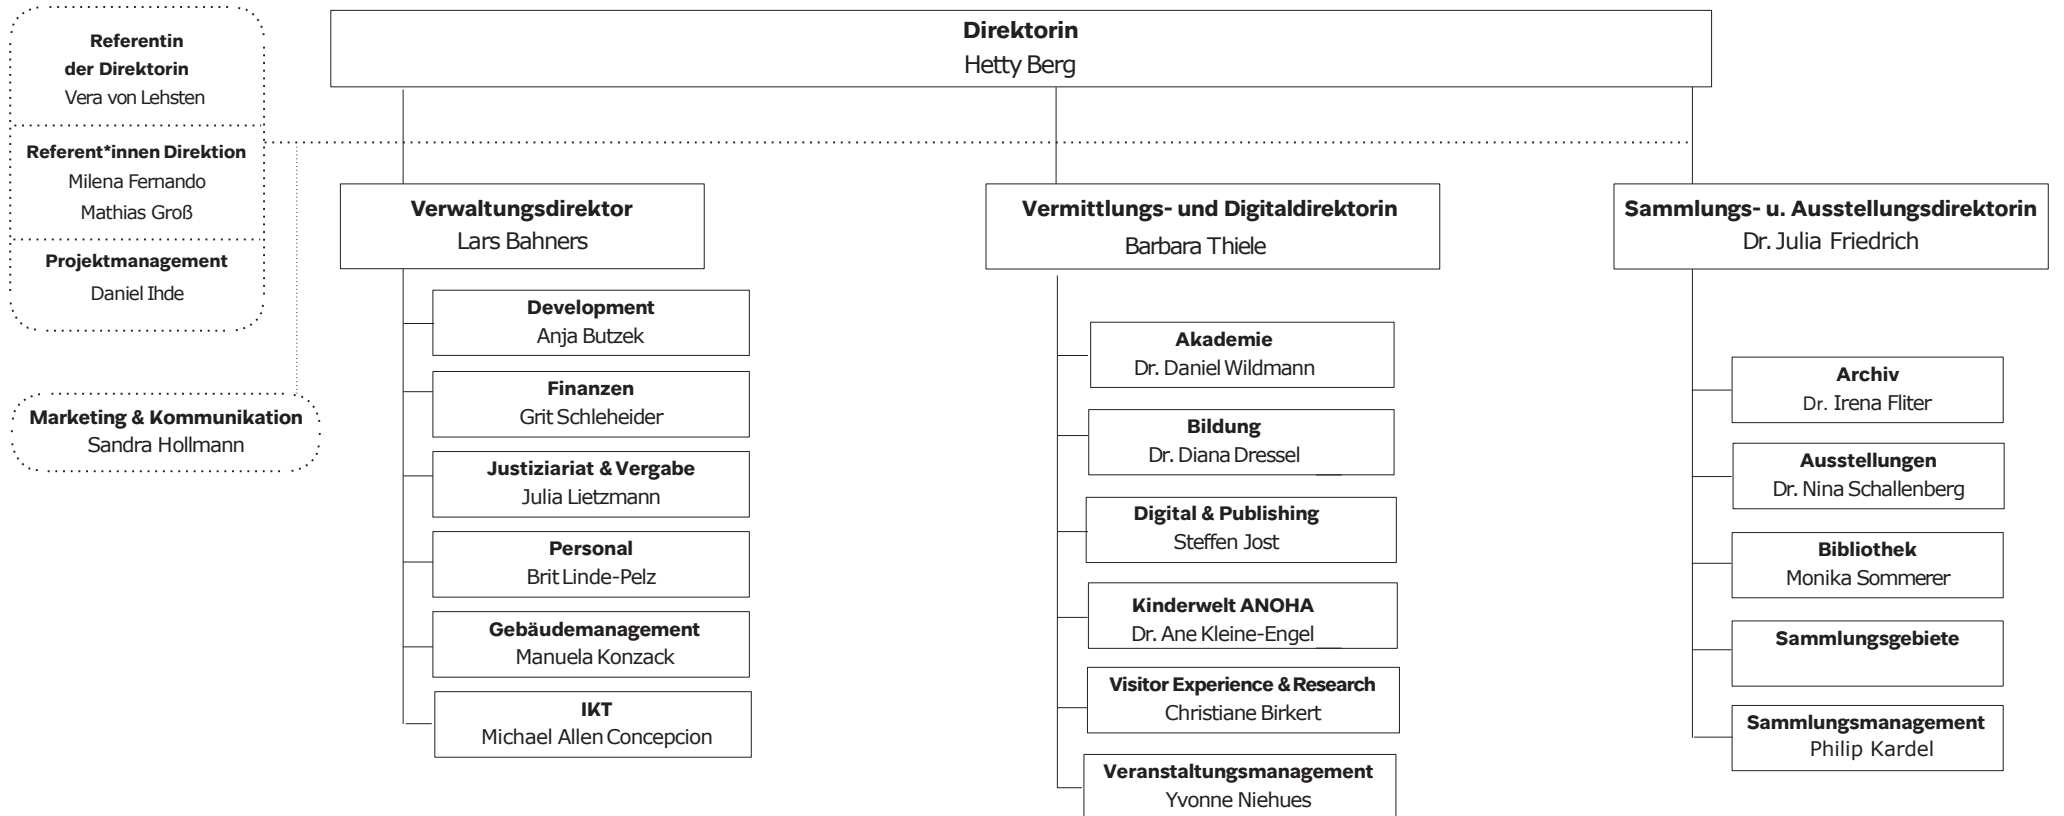 Referentin
der Direktorin
Vera von Lehsten
Referent*innen Direktion
Milena Fernando
Mathias Groß
Projektmanagement
Daniel Ihde
Marketing & Kommunikation
Sandra Hollmann
Direktorin
Hetty Berg
Verwaltungsdirektor
Lars Bahners
Development
Anja Butzek
Finanzen
Grit Schleheider
Justiziariat & Vergabe
Julia Lietzmann
Personal
Brit Linde-Pelz
Gebäudemanagement
Manuela Konzack
IKT
Michael Allen Concepcion
Vermittlungs- und Digitaldirektorin
Barbara Thiele
Akademie
Dr. Daniel Wildmann
Bildung
Dr. Diana Dressel
Digital & Publishing
Steffen Jost
Kinderwelt ANOHA
Dr. Ane Kleine-Engel
Visitor Experience & Research
Christiane Birkert
Veranstaltungsmanagement
Yvonne Niehues
Sammlungs- u. Ausstellungsdirektorin
Dr. Julia Friedrich
Archiv
Dr. Irena Fliter
Ausstellungen
Dr. Nina Schallenberg
Bibliothek
Monika Sommerer
Sammlungsgebiete
Sammlungsmanagement
Philip Kardel